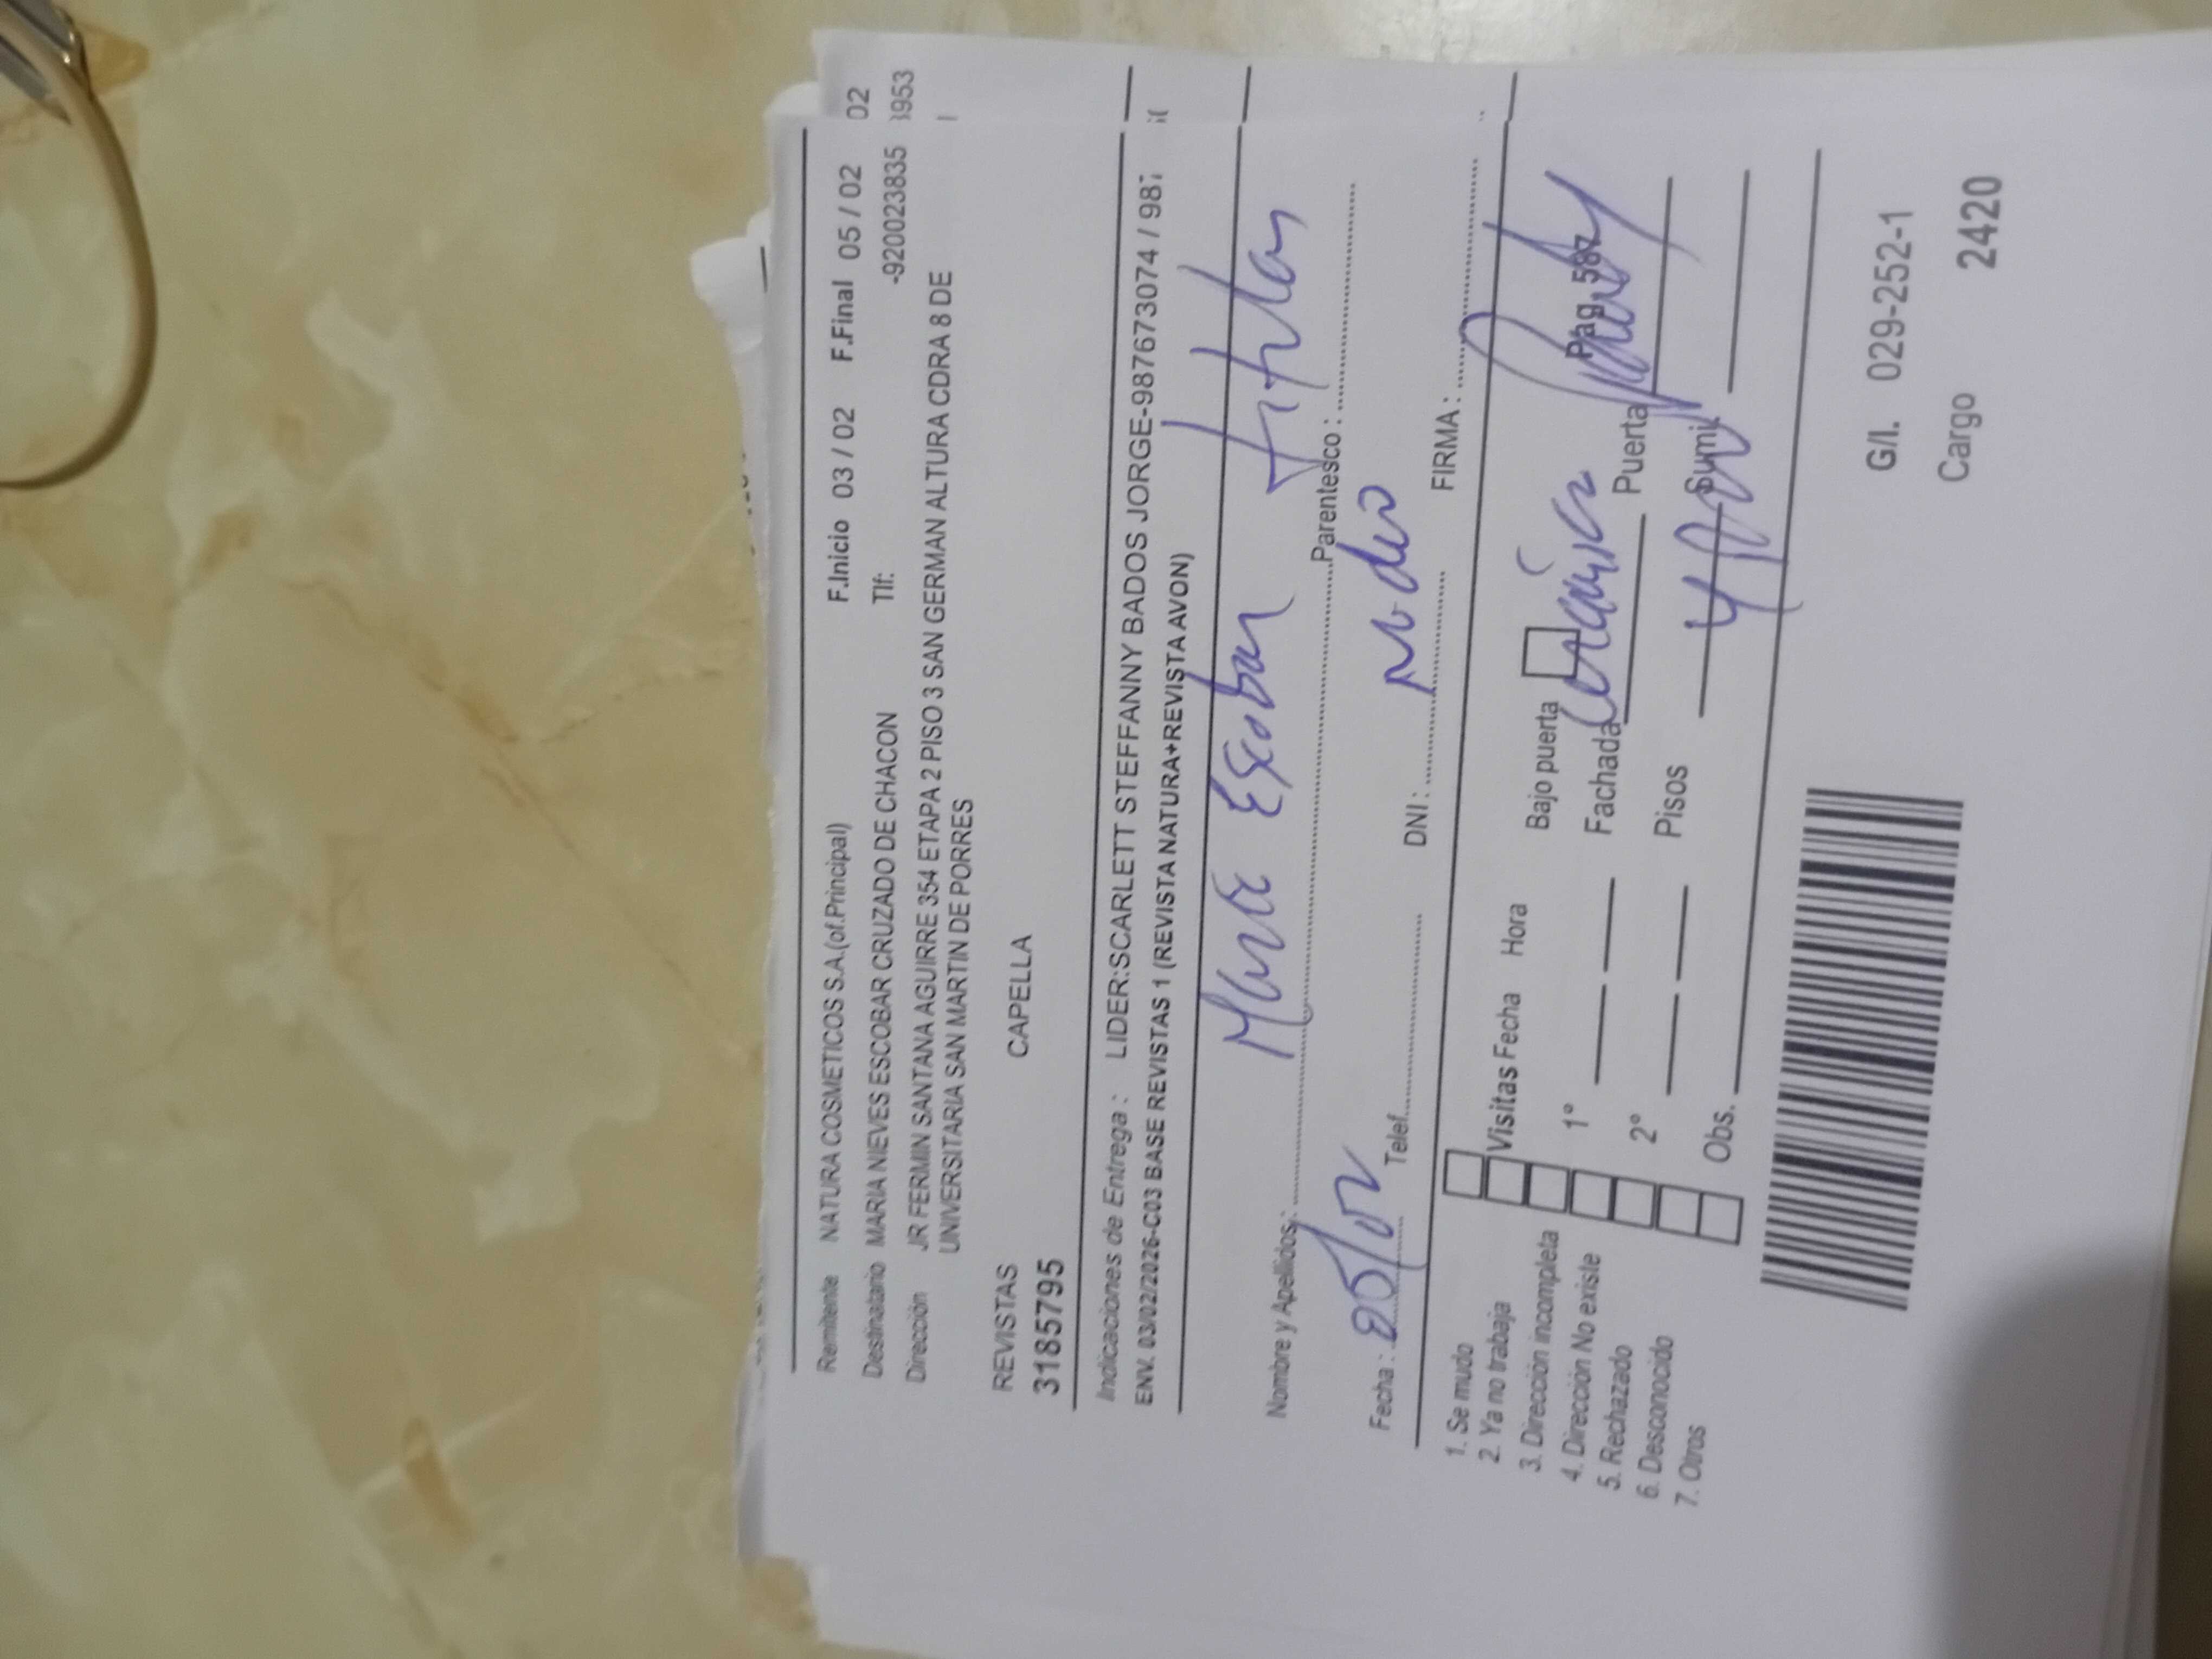 Remitente NATURA COSMETICOS S.A.(of.Principal) F.Inicio 03 / 02 F.Final 05 / 02
02
Destinatario MARIA NIEVES ESCOBAR CRUZADO DE CHACON Tlf: -920023835
3953
Dirección JR FERMIN SANTANA AGUIRRE 354 ETAPA 2 PISO 3 SAN GERMAN ALTURA CDRA 8 DE
UNIVERSITARIA SAN MARTIN DE PORRES
REVISTAS CAPELLA
3185795
Indicaciones de Entrega : LIDER:SCARLETT STEFFANNY BADOS JORGE-987673074 / 987
ENV. 03/02/2026-C03 BASE REVISTAS 1 (REVISTA NATURA+REVISTA AVON)
Nombre y Apellidos: Maria Escobar titular
Parentesco :
Fecha : 05/02 Telef. DNI : no dio FIRMA :
1. Se mudo
2. Ya no trabaja
3. Dirección incompleta
4. Dirección No existe
5. Rechazado
6. Desconocido
7. Otros
Visitas Fecha Hora
1º
2º
Obs.
Bajo puerta
Fachada Puerta Pag. 587
Pisos Sumi.
G/I. 029-252-1
Cargo 2420